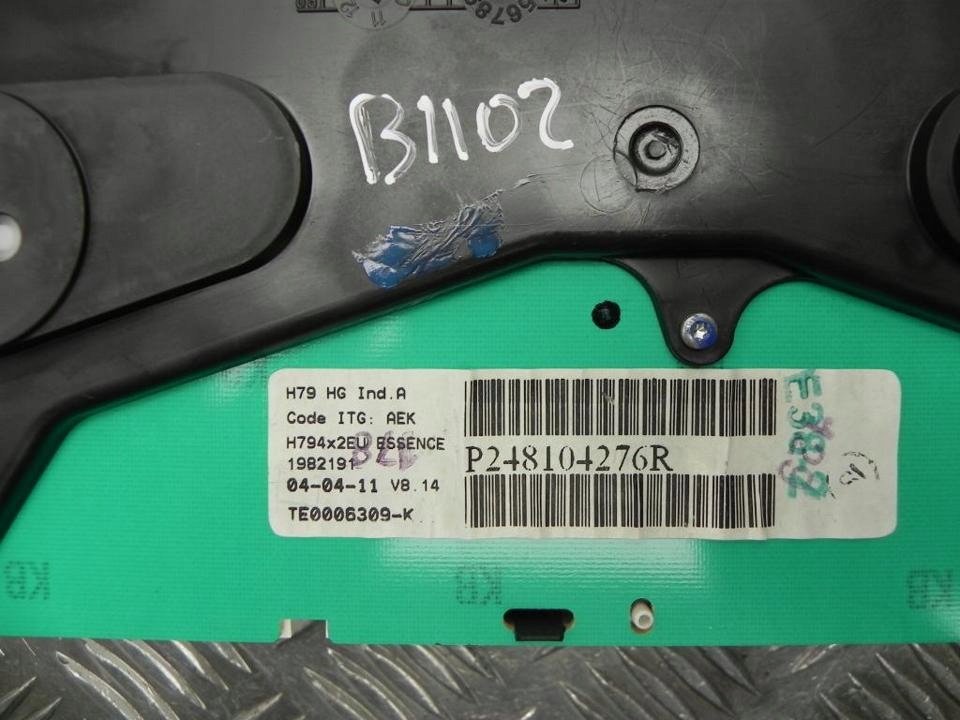 B1102
H79 HG Ind.A
Code ITG: AEK
H794x2EU ESSENCE
1982191
04-04-11 V8.14
TE0006309-K
P248104276R
KB
KB
KB